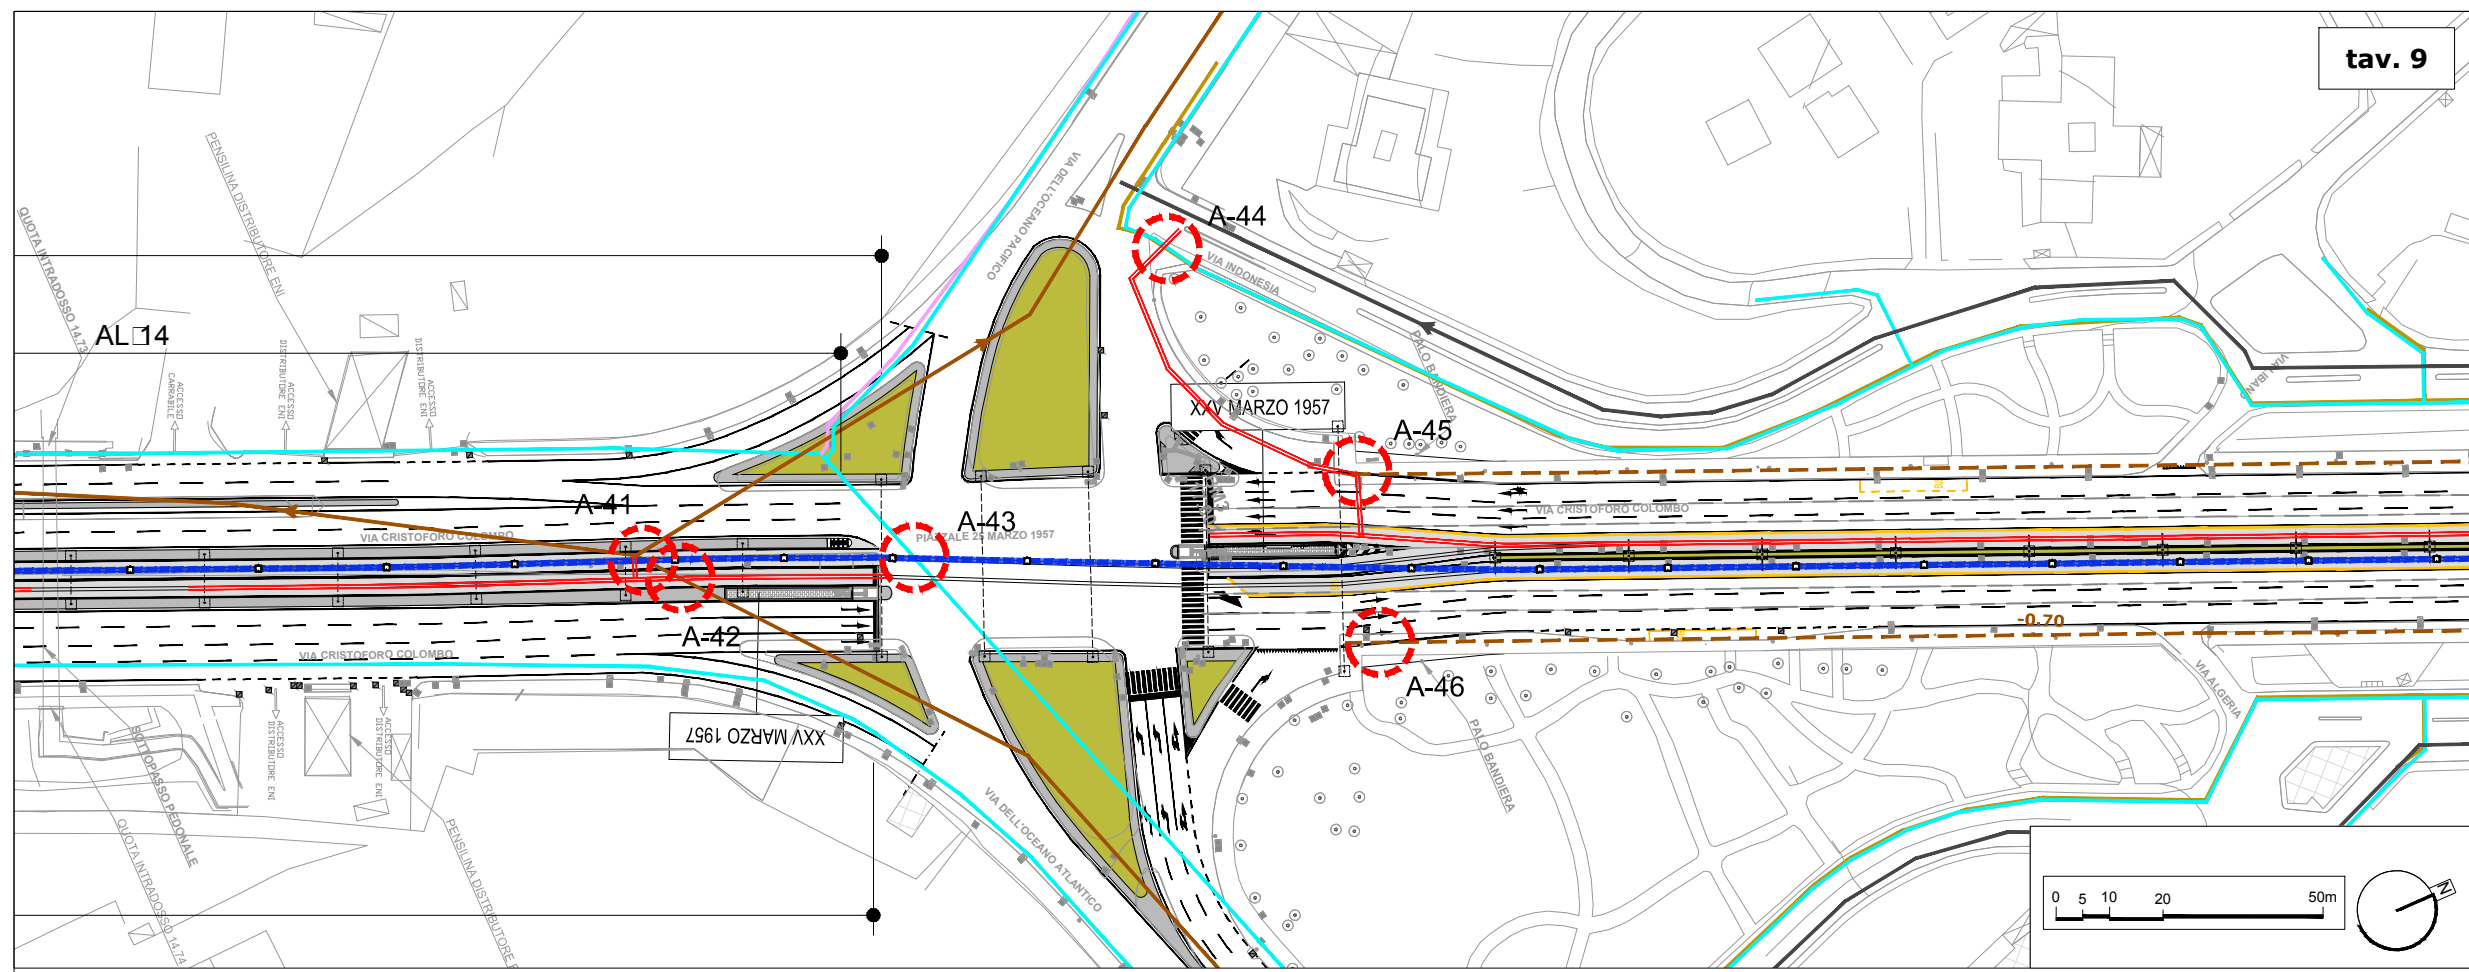 tav. 9
PENSILINA DISTRIBUTORE ENI
QUOTA INTRADOSSO 14.73
AL□14
ACCESSO
CARRABILE
ACCESSO
DISTRIBUTORE ENI
ACCESSO
DISTRIBUTORE ENI
VIA DELL'OCEANO PACIFICO
A-44
VIA INDONESIA
PALO BANDIERA
XXV MARZO 1957
A-45
VIA LIBANO
A-41
VIA CRISTOFORO COLOMBO
A-43
PIAZZALE 25 MARZO 1957
VIA CRISTOFORO COLOMBO
A-42
VIA CRISTOFORO COLOMBO
-0.70
A-46
XXV MARZO 1957
PALO BANDIERA
VIA ALGERIA
ACCESSO
DISTRIBUTORE ENI
ACCESSO
DISTRIBUTORE ENI
SOTTOPASSO PEDONALE
QUOTA INTRADOSSO 14.74
PENSILINA DISTRIBUTORE E
VIA DELL'OCEANO ATLANTICO
0 5 10 20 50m
N